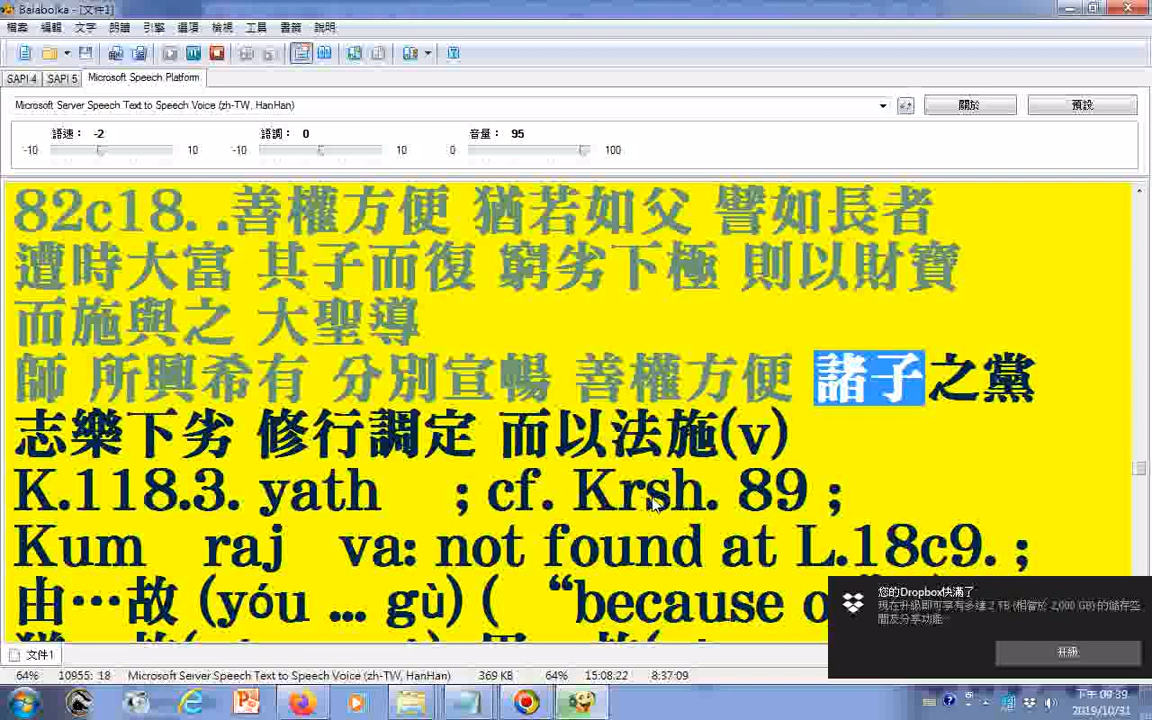 Balabolka - [文件1]
檔案 編輯 文字 朗讀 引擎 選項 檢視 工具 書籤 說明
SAPI 4 SAPI 5 Microsoft Speech Platform
Microsoft Server Speech Text to Speech Voice (zh-TW, HanHan) 關於 預設
語速： -2 語調： 0 音量： 95
-10 10 -10 10 0 100
82c18. .善權方便 猶若如父 譬如長者
遭時大富 其子而復 窮劣下極 則以財寶
而施與之 大聖導
師 所興希有 分別宣暢 善權方便 諸子之黨
志樂下劣 修行調定 而以法施(v)
K.118.3. yath ; cf. Krsh. 89 ;
Kum raj va: not found at L.18c9. ;
由…故 (yóu ... gù) ( “because o
您的Dropbox快滿了
現在升級即可享有多達 2 TB (相當於 2,000 GB) 的儲存空
間及分享功能
升級
文件1
64% 10955: 18 Microsoft Server Speech Text to Speech Voice (zh-TW, HanHan) 369 KB 64% 15:08:22 8:37:09
下午 09:39
2019/10/31